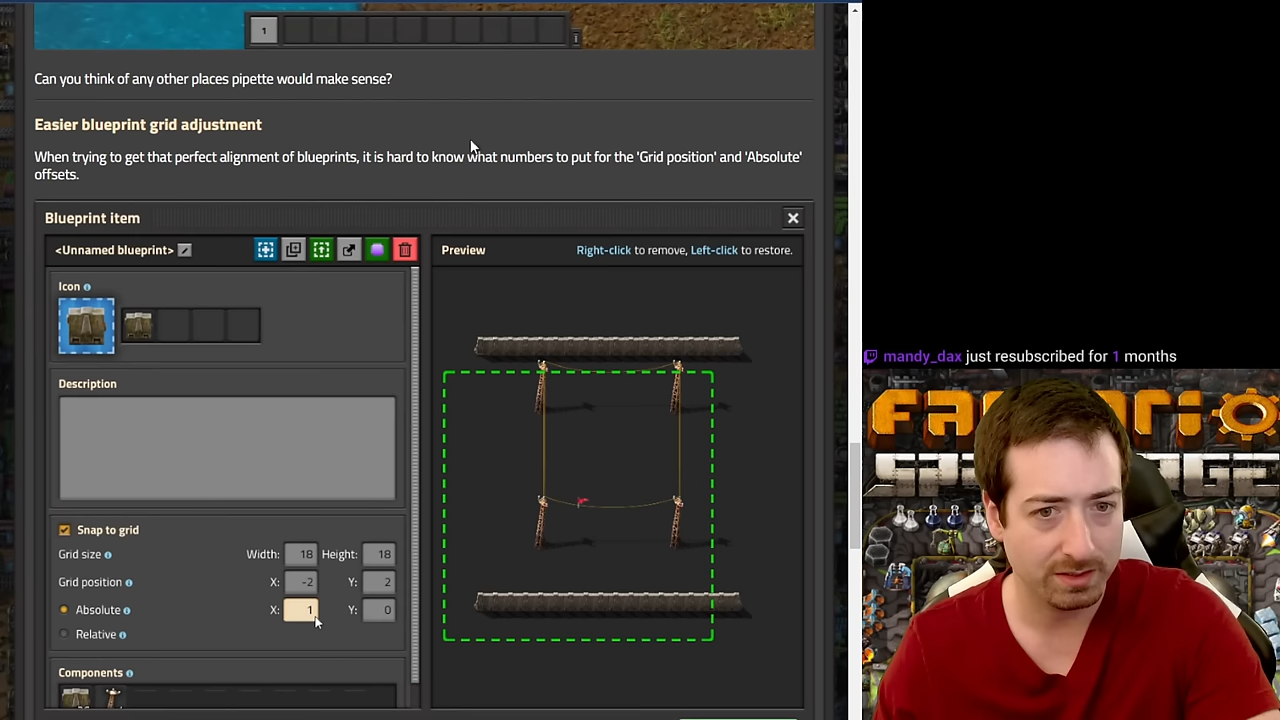 1
Can you think of any other places pipette would make sense?
Easier blueprint grid adjustment
When trying to get that perfect alignment of blueprints, it is hard to know what numbers to put for the 'Grid position' and 'Absolute'
offsets.
Blueprint item
<Unnamed blueprint>
Preview
Right-click to remove, Left-click to restore.
Icon
Description
Snap to grid
Grid size Width: 18 Height: 18
Grid position X: -2 Y: 2
Absolute X: 1 Y: 0
Relative
Components
mandy_dax just resubscribed for 1 months